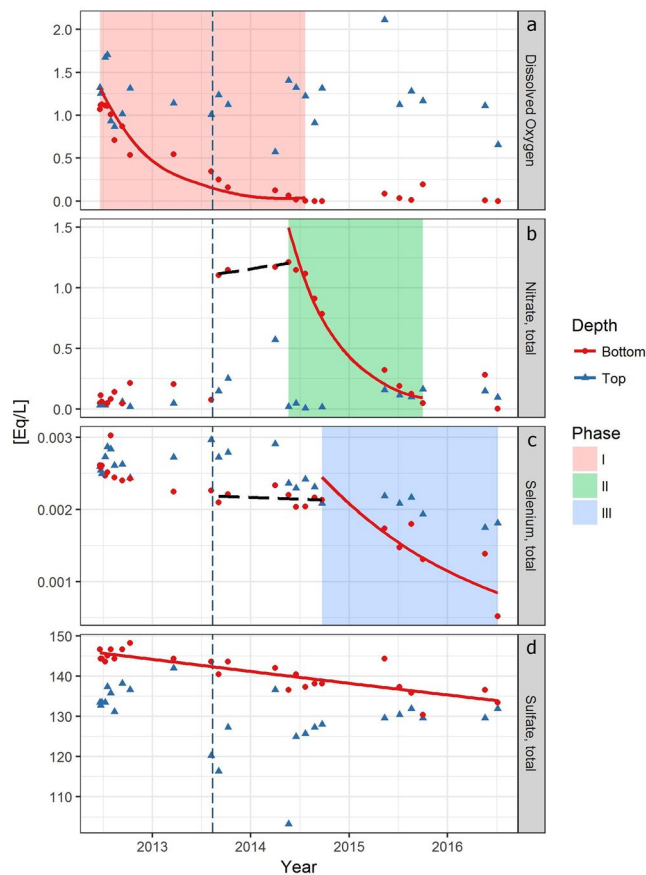 a
2.0
1.5
1.0
0.5
0.0
Dissolved Oxygen
b
1.5
1.0
0.5
0.0
Nitrate, total
[Eq/L]
c
0.003
0.002
0.001
Selenium, total
d
150
140
130
120
110
Sulfate, total
2013 2014 2015 2016
Year
Depth
Bottom
Top
Phase
I
II
III